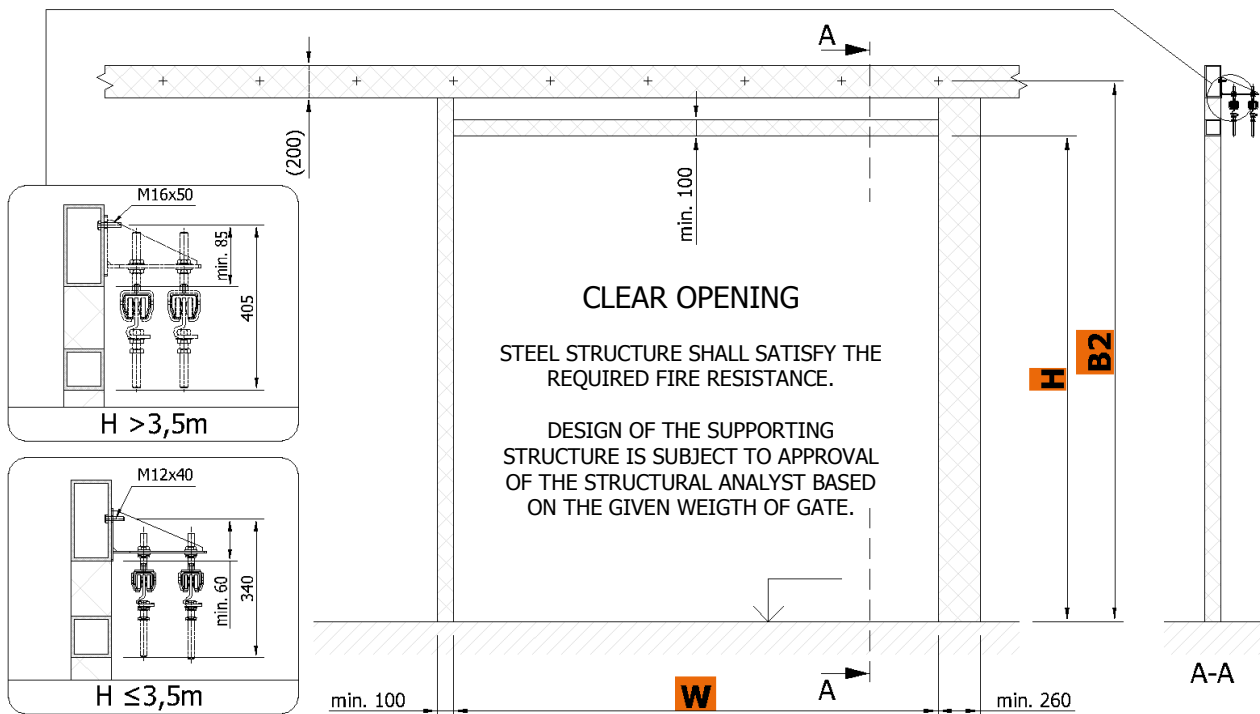 A
(200)
min. 100
M16x50
min. 85
405
H >3,5m
M12x40
min. 60
340
H ≤3,5m
CLEAR OPENING
STEEL STRUCTURE SHALL SATISFY THE
REQUIRED FIRE RESISTANCE.
DESIGN OF THE SUPPORTING
STRUCTURE IS SUBJECT TO APPROVAL
OF THE STRUCTURAL ANALYST BASED
ON THE GIVEN WEIGTH OF GATE.
H
B2
min. 100
W
A
min. 260
A-A